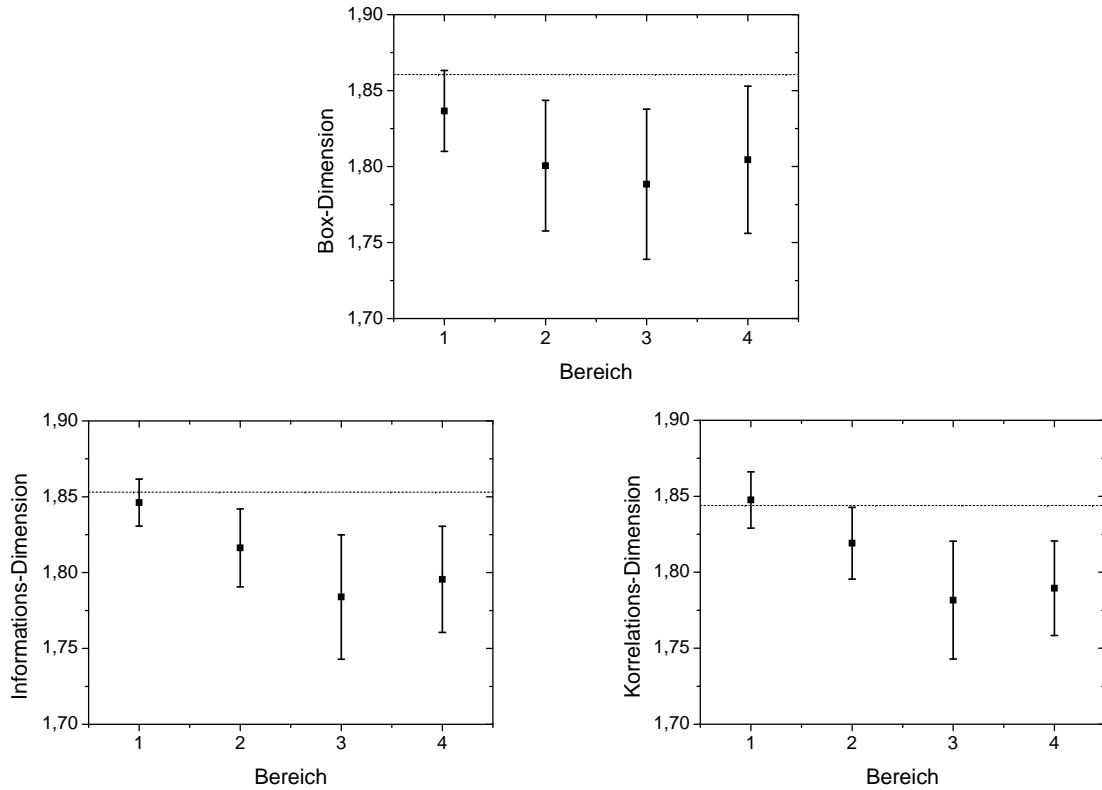 1,90
1,85
1,80
1,75
1,70
Box-Dimension
1 2 3 4
Bereich
1,90
1,85
1,80
1,75
1,70
Informations-Dimension
1 2 3 4
Bereich
1,90
1,85
1,80
1,75
1,70
Korrelations-Dimension
1 2 3 4
Bereich